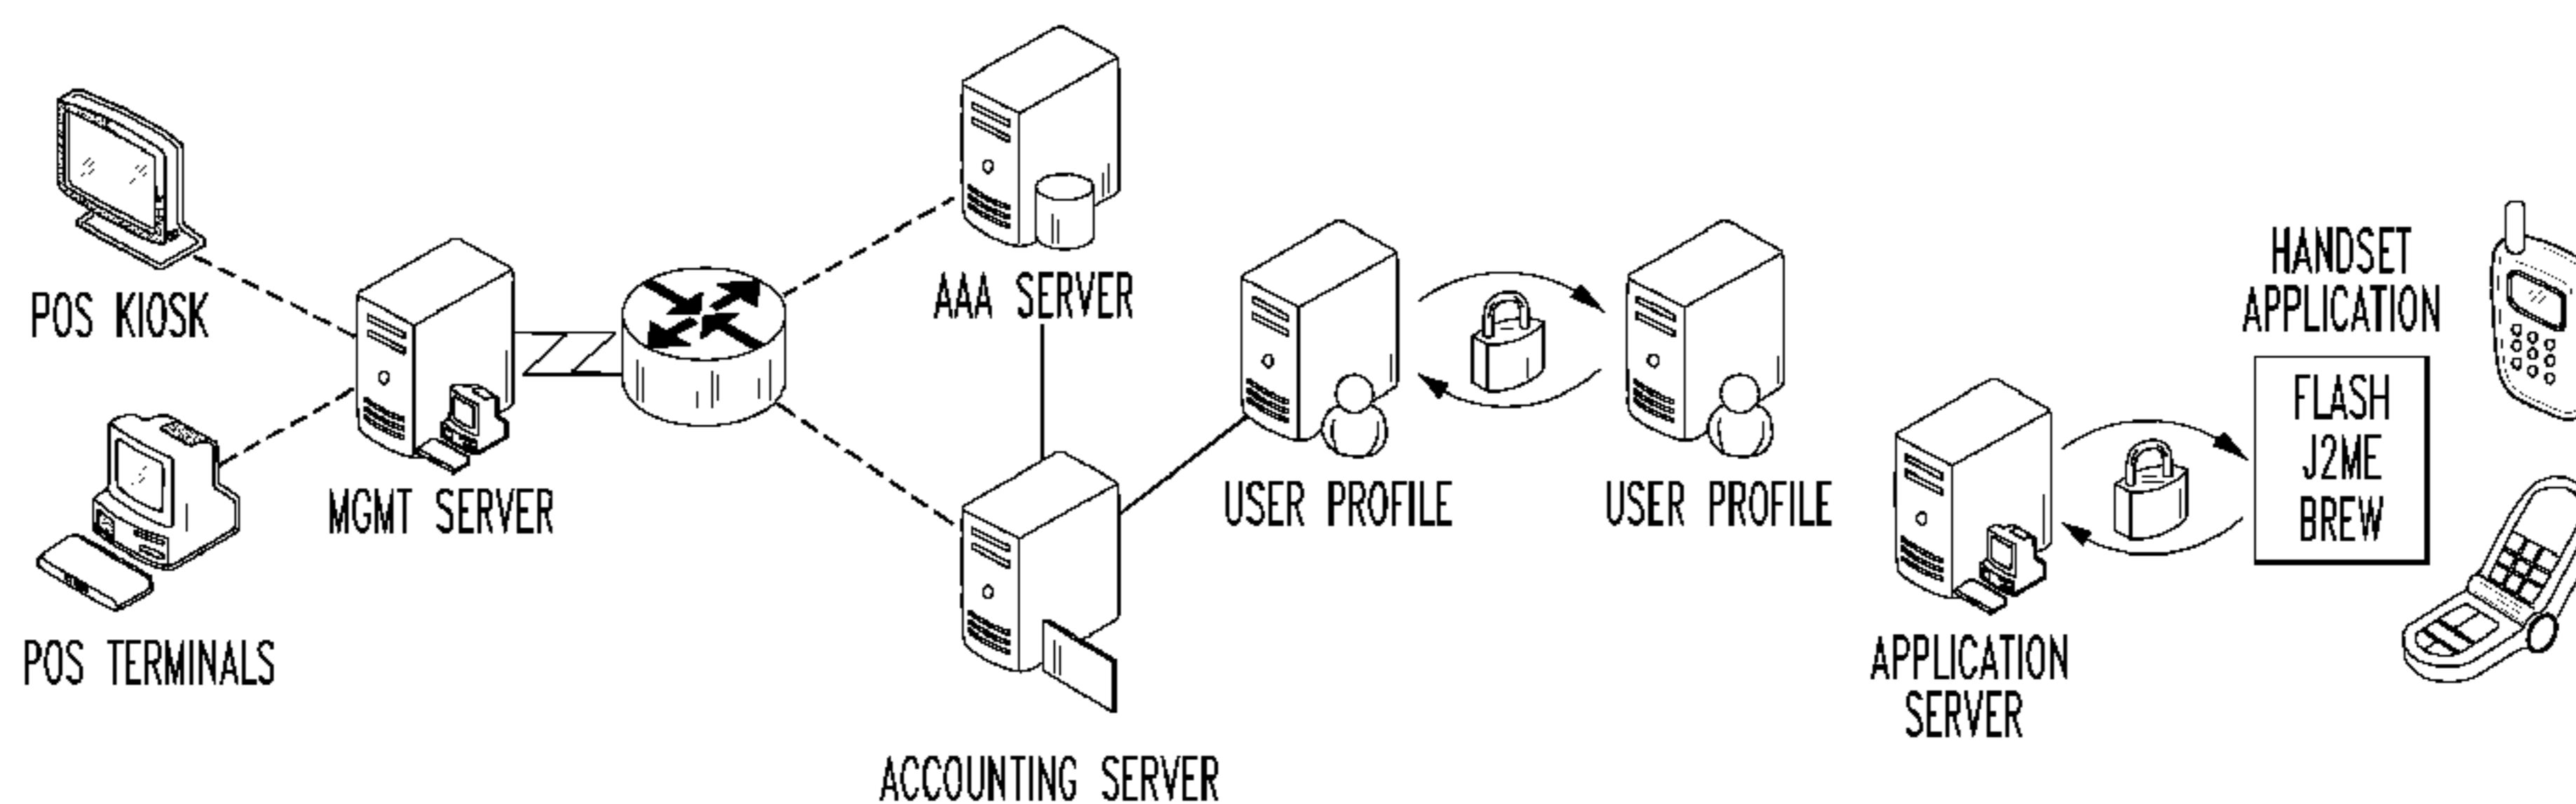 POS KIOSK
POS TERMINALS
MGMT SERVER
AAA SERVER
ACCOUNTING SERVER
USER PROFILE
USER PROFILE
APPLICATION
SERVER
HANDSET
APPLICATION
FLASH
J2ME
BREW